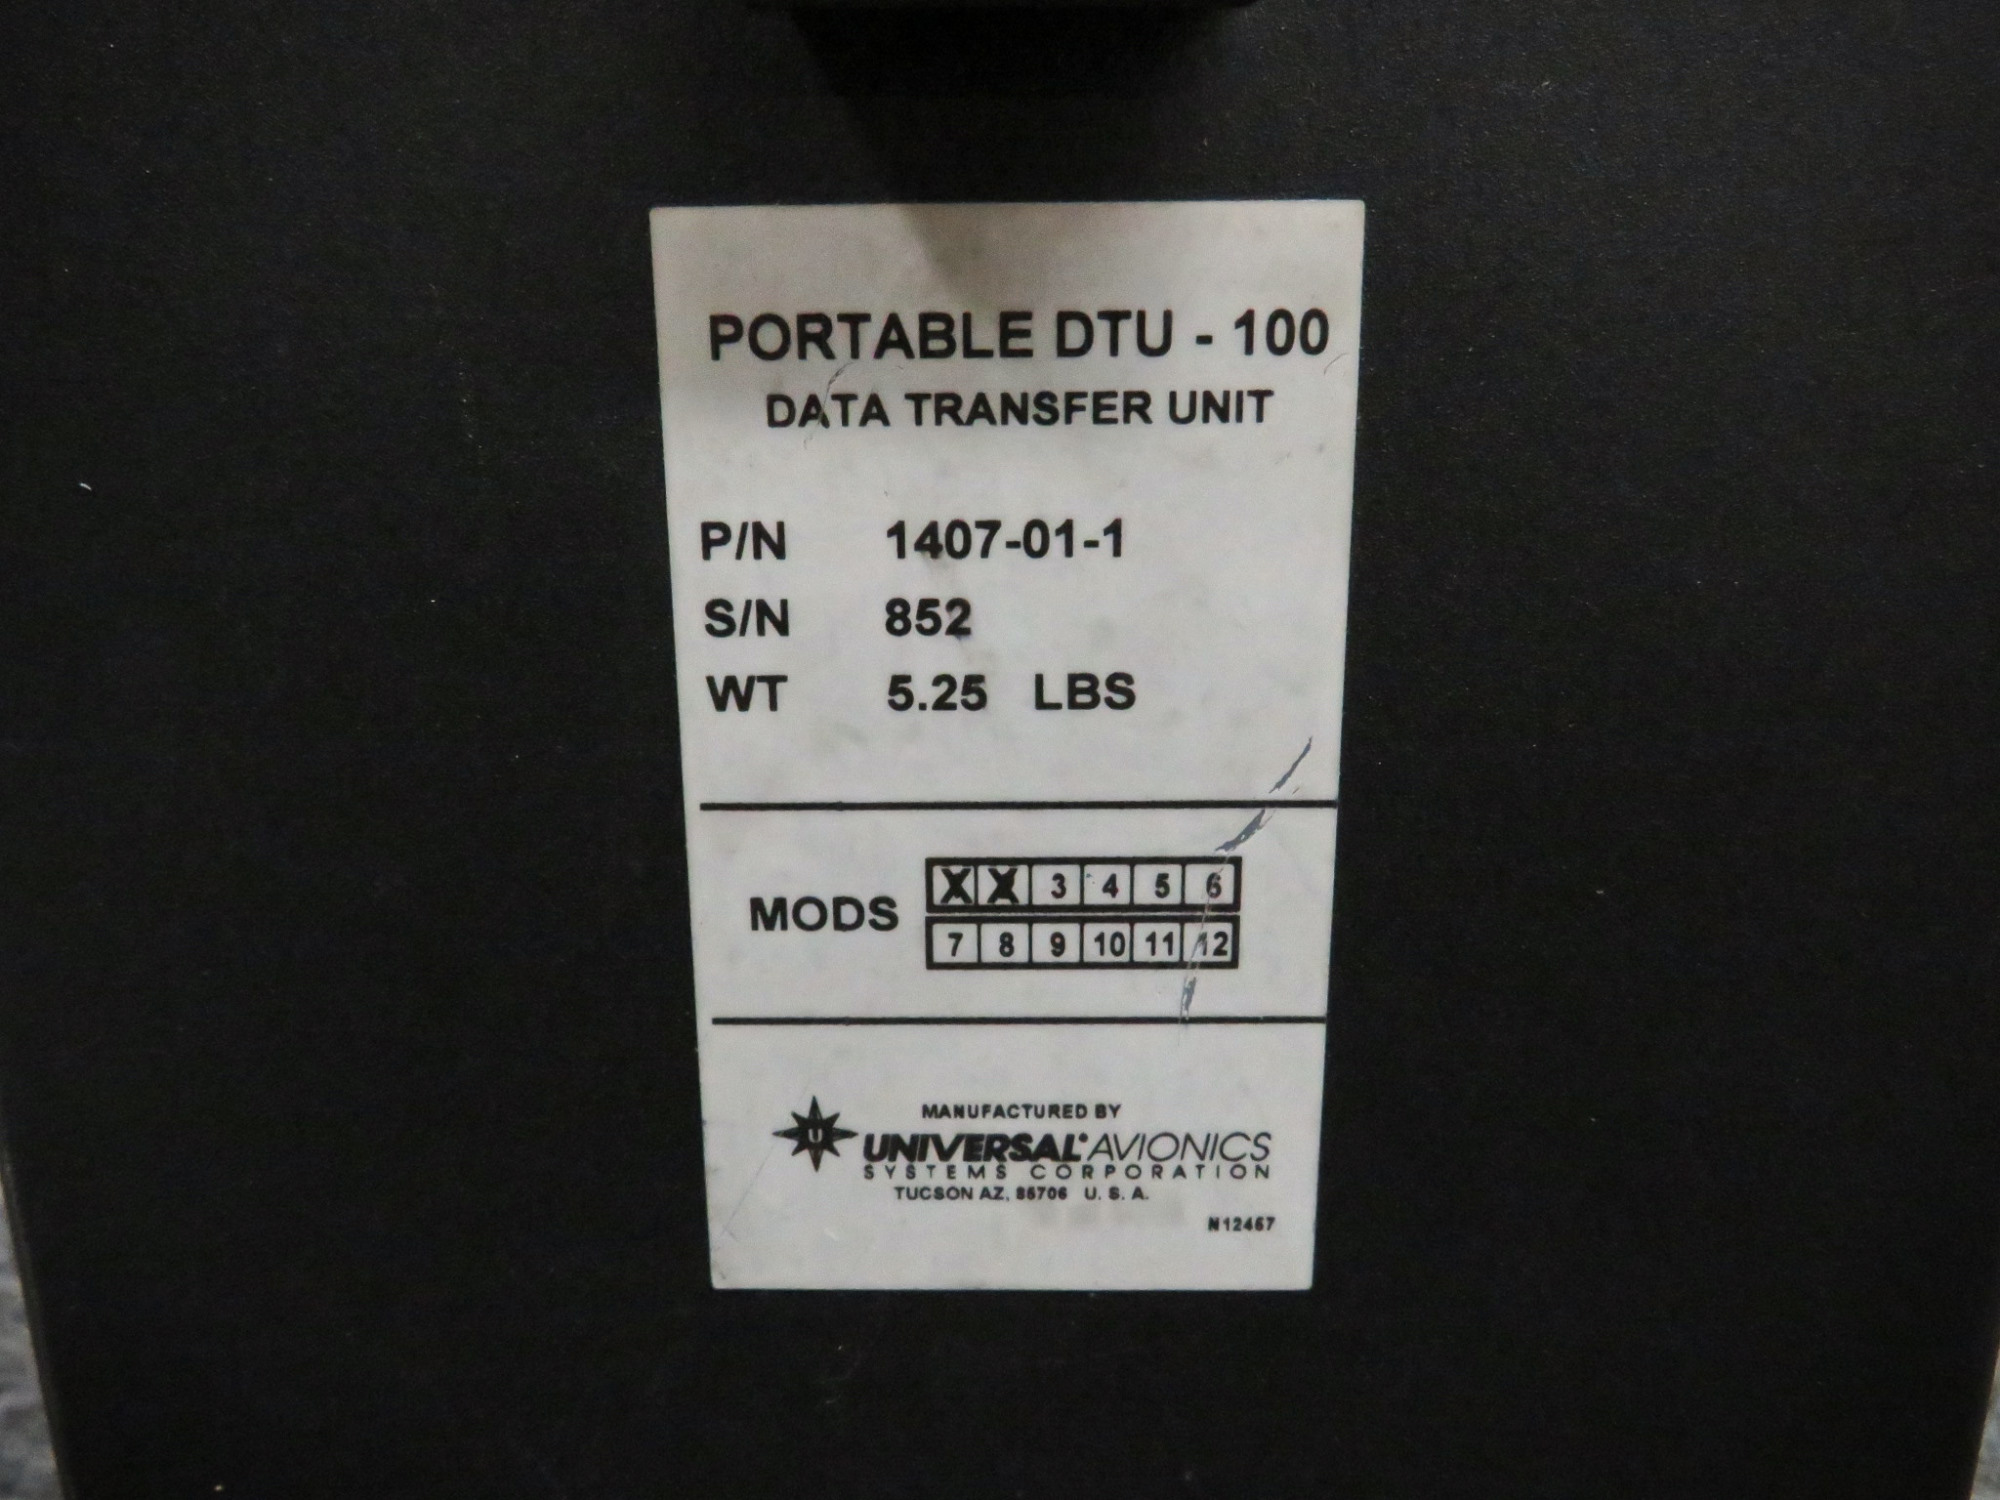 PORTABLE DTU - 100
DATA TRANSFER UNIT
P/N 1407-01-1
S/N 852
WT 5.25 LBS
MODS
X X 3 4 5 6
7 8 9 10 11 12
U
MANUFACTURED BY
UNIVERSAL® AVIONICS
SYSTEMS CORPORATION
TUCSON AZ, 85706 U. S. A.
N12457